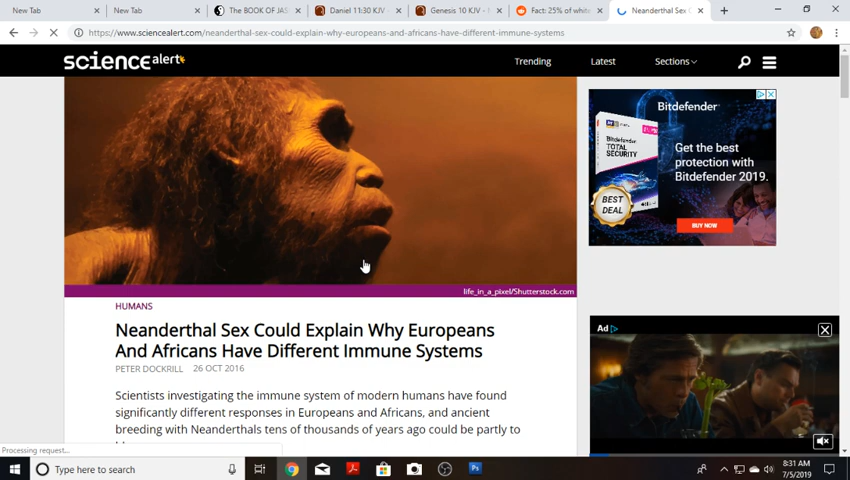 New Tab
New Tab
The BOOK OF JAS
Daniel 11:30 KJV
Genesis 10 KJV -
Fact: 25% of white
Neanderthal Sex C
https://www.sciencealert.com/neanderthal-sex-could-explain-why-europeans-and-africans-have-different-immune-systems
sciencealert
Trending
Latest
Sections
Bitdefender
BITDEFENDER
TOTAL
SECURITY
Get the best
protection with
Bitdefender 2019.
BEST
DEAL
BUY NOW
life_in_a_pixel/Shutterstock.com
HUMANS
Neanderthal Sex Could Explain Why Europeans
And Africans Have Different Immune Systems
PETER DOCKRILL 26 OCT 2016
Scientists investigating the immune system of modern humans have found
significantly different responses in Europeans and Africans, and ancient
breeding with Neanderthals tens of thousands of years ago could be partly to
Ad
Processing request...
Type here to search
8:31 AM
7/5/2019